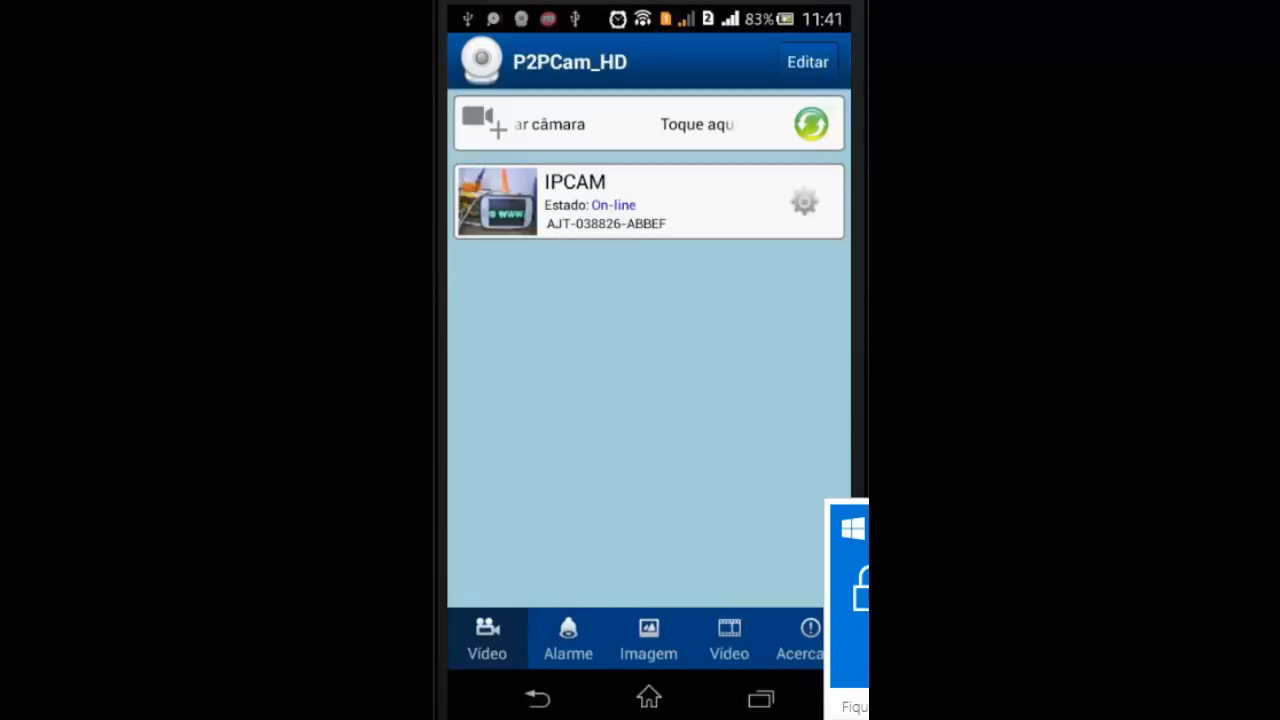 83% 11:41
P2PCam_HD Editar
ar câmara Toque aqu
IPCAM
Estado: On-line
AJT-038826-ABBEF
Vídeo Alarme Imagem Vídeo Acerca
Fiqu